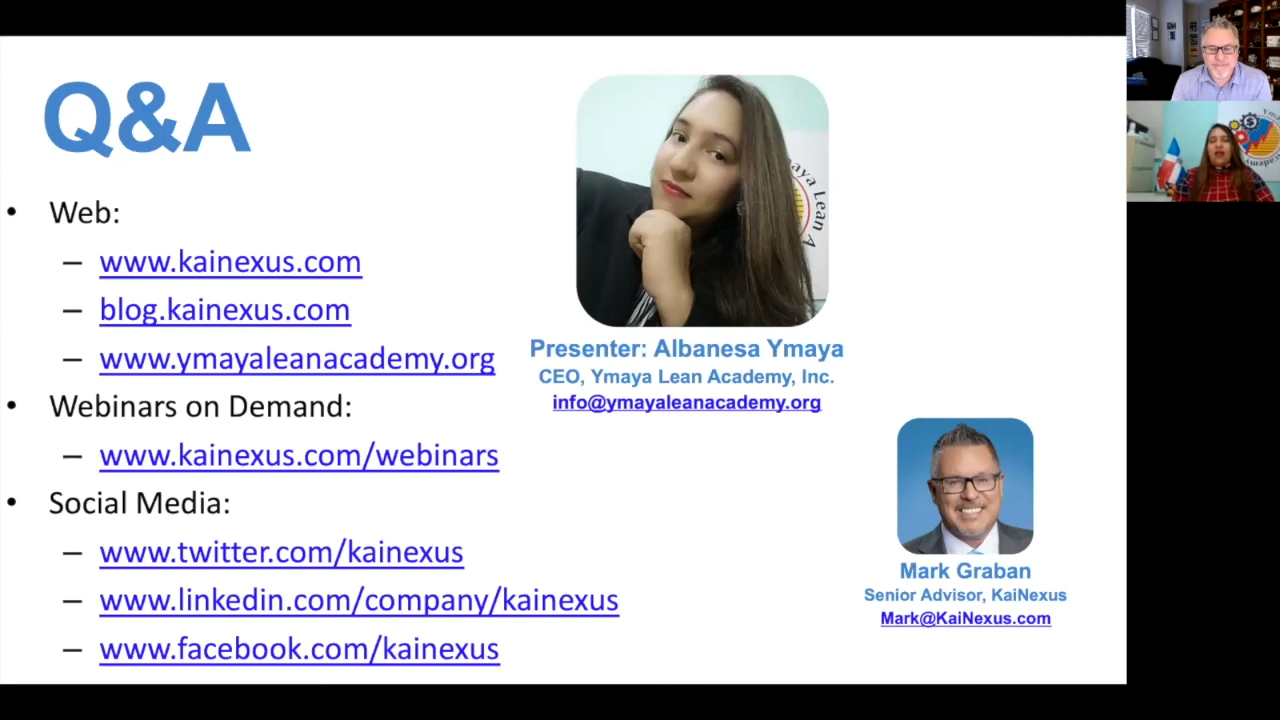 Q&A
• Web:
– www.kainexus.com
– blog.kainexus.com
– www.ymayaleanacademy.org
• Webinars on Demand:
– www.kainexus.com/webinars
• Social Media:
– www.twitter.com/kainexus
– www.linkedin.com/company/kainexus
– www.facebook.com/kainexus
maya Lean A
Presenter: Albanesa Ymaya
CEO, Ymaya Lean Academy, Inc.
info@ymayaleanacademy.org
Mark Graban
Senior Advisor, KaiNexus
Mark@KaiNexus.com